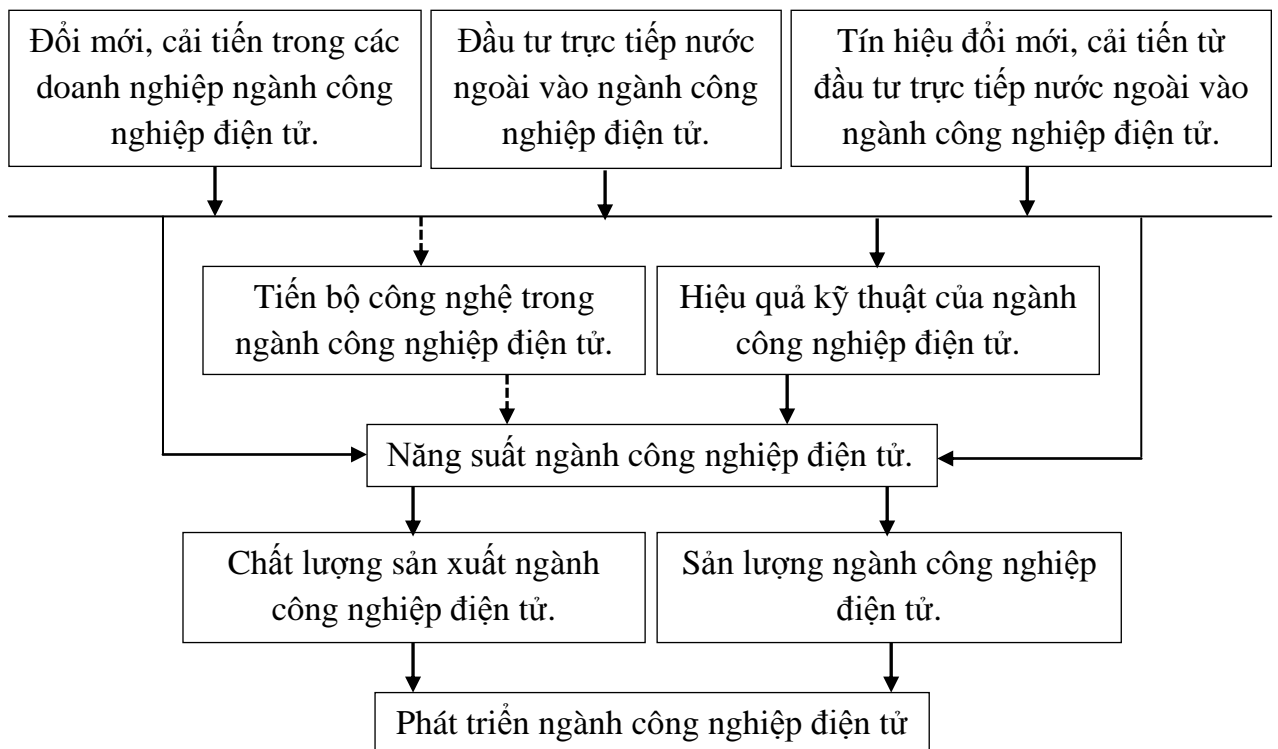 Đổi mới, cải tiến trong các
doanh nghiệp ngành công
nghiệp điện tử.
Đầu tư trực tiếp nước
ngoài vào ngành công
nghiệp điện tử.
Tín hiệu đổi mới, cải tiến từ
đầu tư trực tiếp nước ngoài vào
ngành công nghiệp điện tử.
Tiến bộ công nghệ trong
ngành công nghiệp điện tử.
Hiệu quả kỹ thuật của ngành
công nghiệp điện tử.
Năng suất ngành công nghiệp điện tử.
Chất lượng sản xuất ngành
công nghiệp điện tử.
Sản lượng ngành công nghiệp
điện tử.
Phát triển ngành công nghiệp điện tử